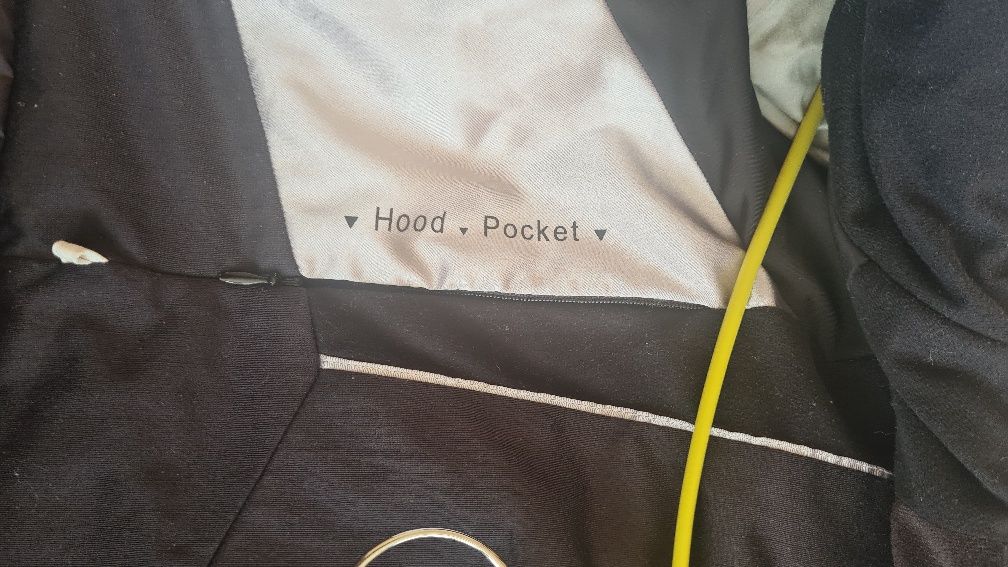 ▼ Hood ▼ Pocket ▼